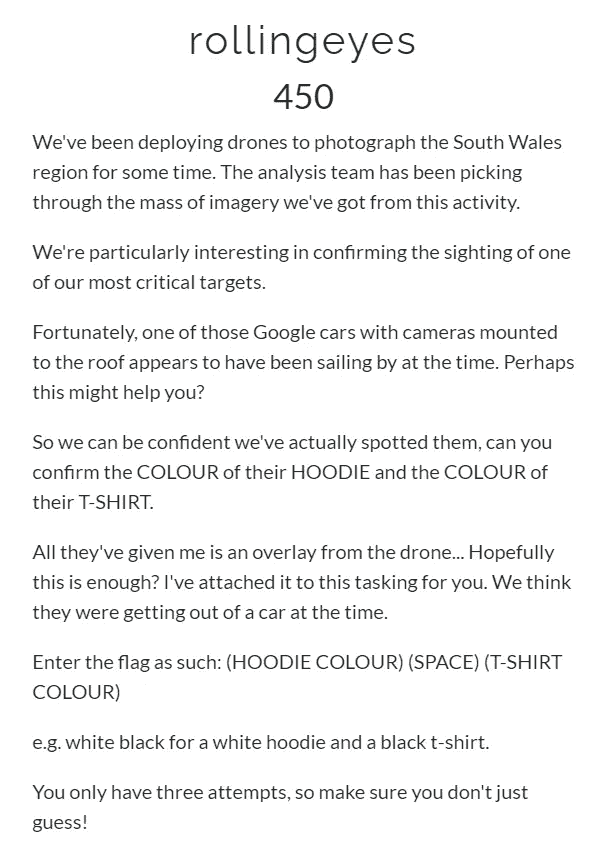 rollingeyes
450
We've been deploying drones to photograph the South Wales
region for some time. The analysis team has been picking
through the mass of imagery we've got from this activity.
We're particularly interesting in confirming the sighting of one
of our most critical targets.
Fortunately, one of those Google cars with cameras mounted
to the roof appears to have been sailing by at the time. Perhaps
this might help you?
So we can be confident we've actually spotted them, can you
confirm the COLOUR of their HOODIE and the COLOUR of
their T-SHIRT.
All they've given me is an overlay from the drone... Hopefully
this is enough? I've attached it to this tasking for you. We think
they were getting out of a car at the time.
Enter the flag as such: (HOODIE COLOUR) (SPACE) (T-SHIRT
COLOUR)
e.g. white black for a white hoodie and a black t-shirt.
You only have three attempts, so make sure you don't just
guess!